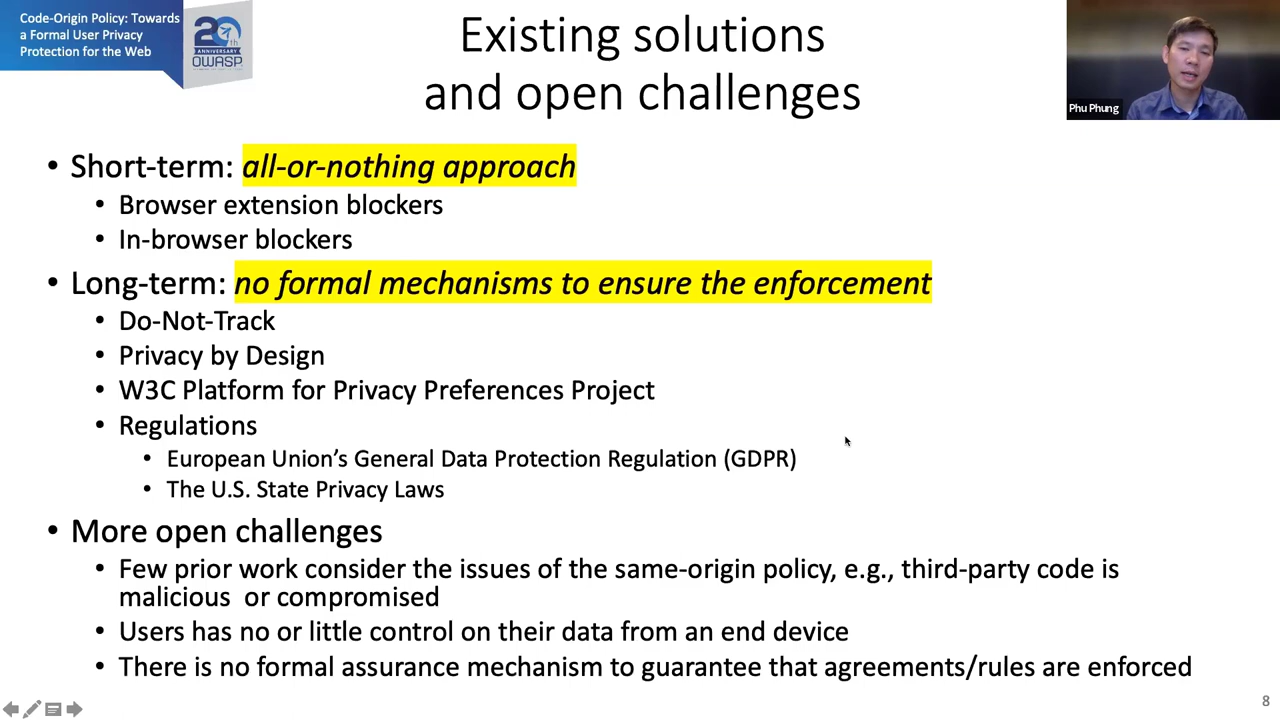 Code-Origin Policy: Towards
a Formal User Privacy
Protection for the Web
20th
ANNIVERSARY
OWASP
Existing solutions
and open challenges
Phu Phung
• Short-term: all-or-nothing approach
• Browser extension blockers
• In-browser blockers
• Long-term: no formal mechanisms to ensure the enforcement
• Do-Not-Track
• Privacy by Design
• W3C Platform for Privacy Preferences Project
• Regulations
• European Union’s General Data Protection Regulation (GDPR)
• The U.S. State Privacy Laws
• More open challenges
• Few prior work consider the issues of the same-origin policy, e.g., third-party code is
malicious or compromised
• Users has no or little control on their data from an end device
• There is no formal assurance mechanism to guarantee that agreements/rules are enforced
8